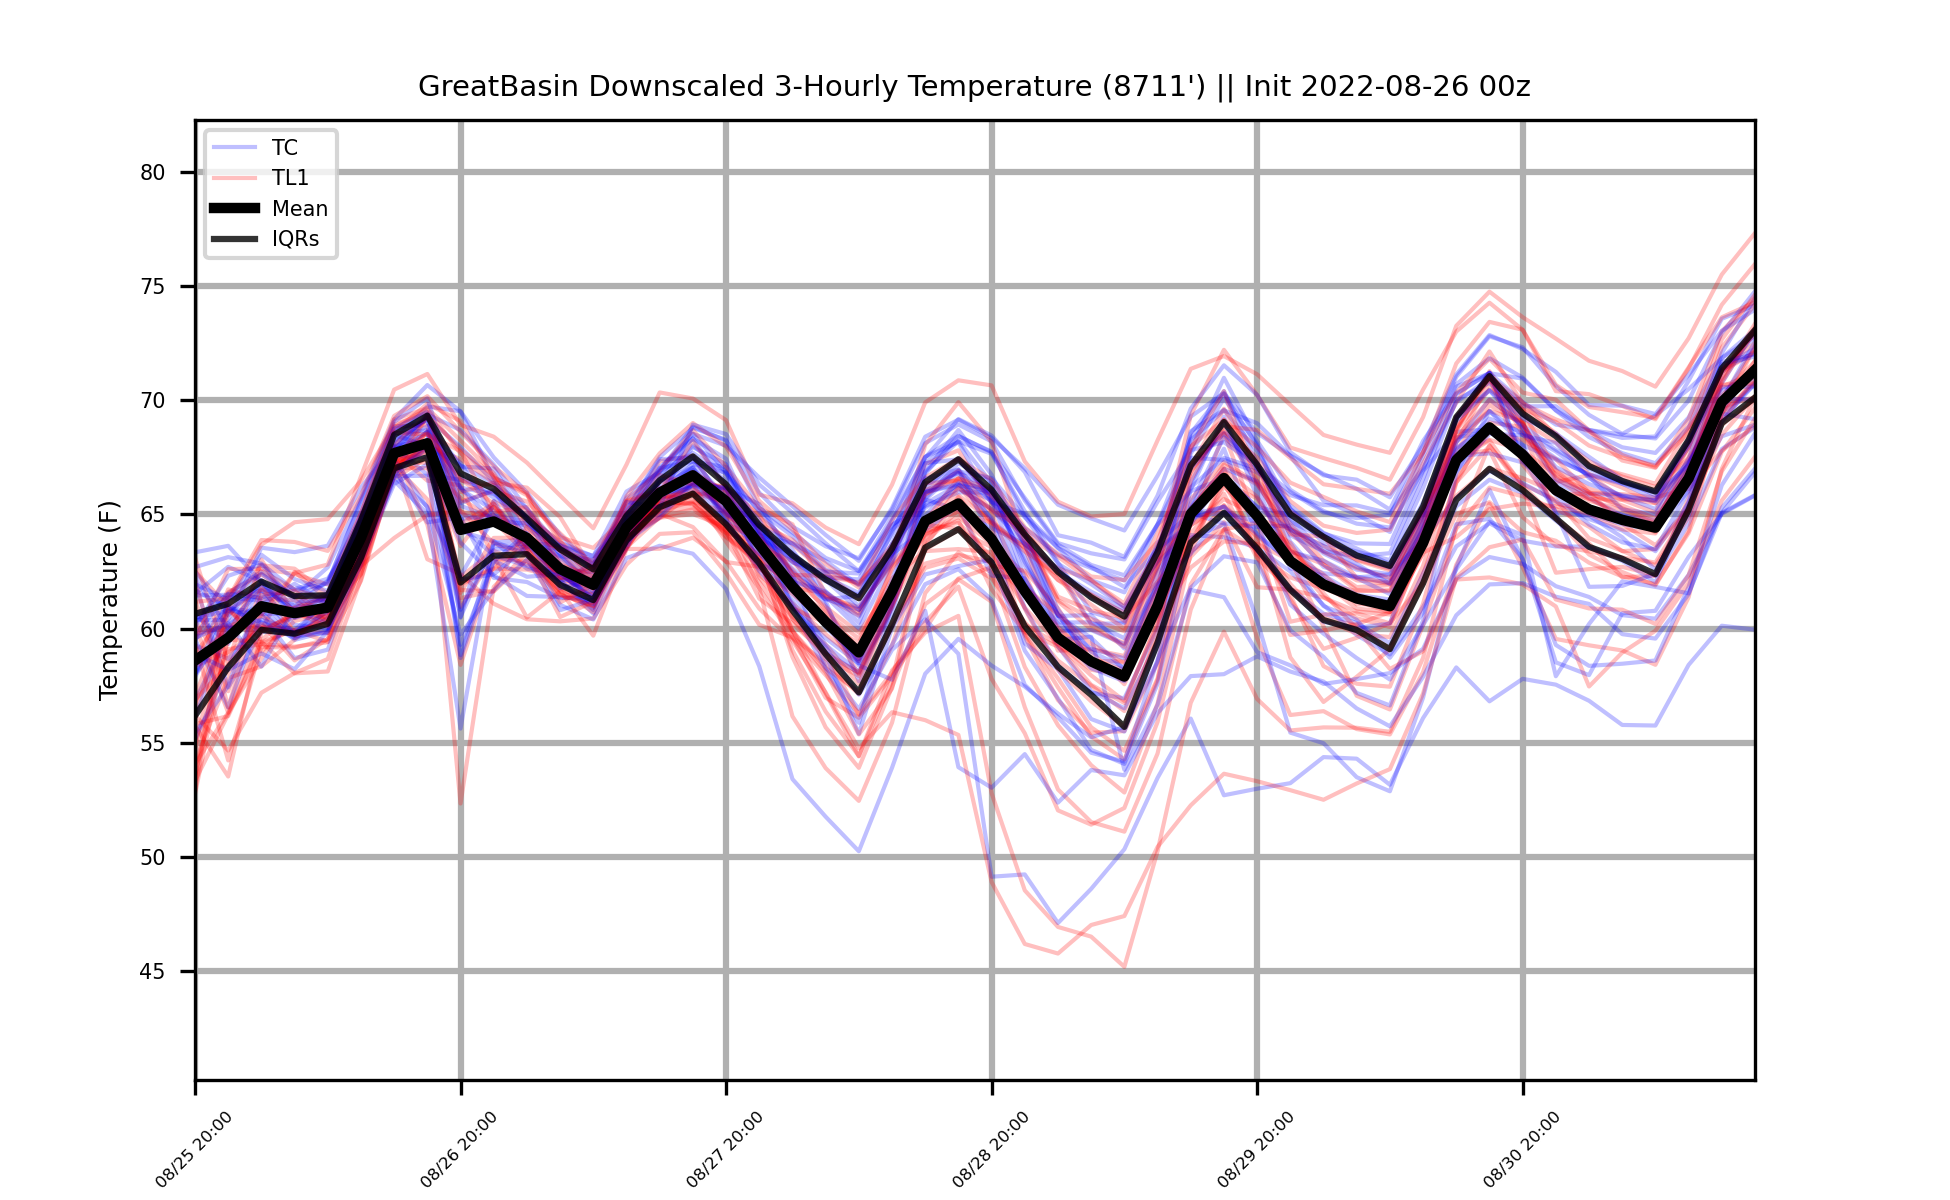 GreatBasin Downscaled 3-Hourly Temperature (8711') || Init 2022-08-26 00z
TC
TL1
Mean
IQRs
Temperature (F)
80
75
70
65
60
55
50
45
08/25 20:00
08/26 20:00
08/27 20:00
08/28 20:00
08/29 20:00
08/30 20:00